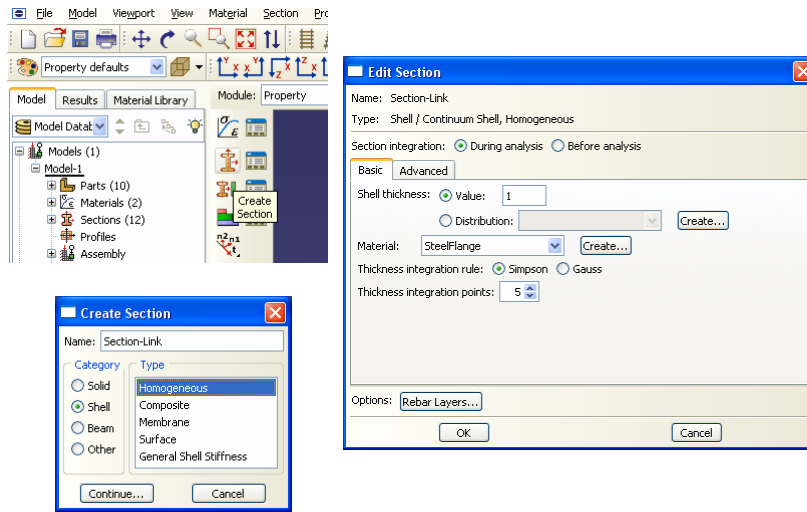 File Model Viewport View Material Section
Property defaults
Model Results Material Library Module: Property
Model Datab
Models (1)
Model-1
Parts (10)
Materials (2)
Sections (12)
Profiles
Assembly
Create
Section
Create Section
Name: Section-Link
Category Type
Solid
Shell
Beam
Other
Homogeneous
Composite
Membrane
Surface
General Shell Stiffness
Continue... Cancel
Edit Section
Name: Section-Link
Type: Shell / Continuum Shell, Homogeneous
Section integration: During analysis Before analysis
Basic Advanced
Shell thickness: Value: 1
Distribution: Create...
Material: SteelFlange Create...
Thickness integration rule: Simpson Gauss
Thickness integration points: 5
Options: Rebar Layers...
OK Cancel